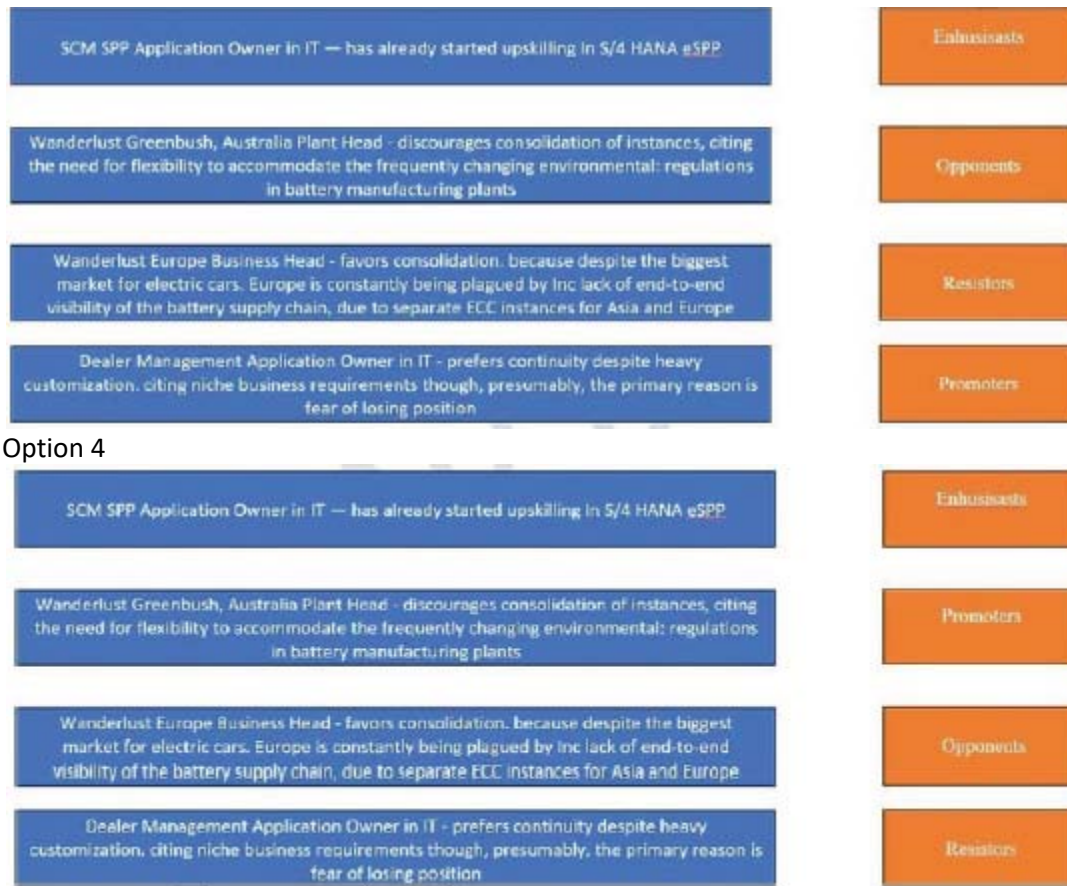 SCM SPP Application Owner in IT — has already started upskilling In S/4 HANA eSPP
Enhusisasts
Wanderlust Greenbush, Australia Plant Head - discourages consolidation of instances, citing
the need for flexibility to accommodate the frequently changing environmental: regulations
in battery manufacturing plants
Opponents
Wanderlust Europe Business Head - favors consolidation. because despite the biggest
market for electric cars. Europe is constantly being plagued by Inc lack of end-to-end
visibility of the battery supply chain, due to separate ECC instances for Asia and Europe
Resistors
Dealer Management Application Owner in IT - prefers continuity despite heavy
customization. citing niche business requirements though, presumably, the primary reason is
fear of losing position
Promoters
Option 4
SCM SPP Application Owner in IT — has already started upskilling In S/4 HANA eSPP
Enhusisasts
Wanderlust Greenbush, Australia Plant Head - discourages consolidation of instances, citing
the need for flexibility to accommodate the frequently changing environmental: regulations
in battery manufacturing plants
Promoters
Wanderlust Europe Business Head - favors consolidation. because despite the biggest
market for electric cars. Europe is constantly being plagued by Inc lack of end-to-end
visibility of the battery supply chain, due to separate ECC instances for Asia and Europe
Opponents
Dealer Management Application Owner in IT - prefers continuity despite heavy
customization. citing niche business requirements though, presumably, the primary reason is
fear of losing position
Resistors